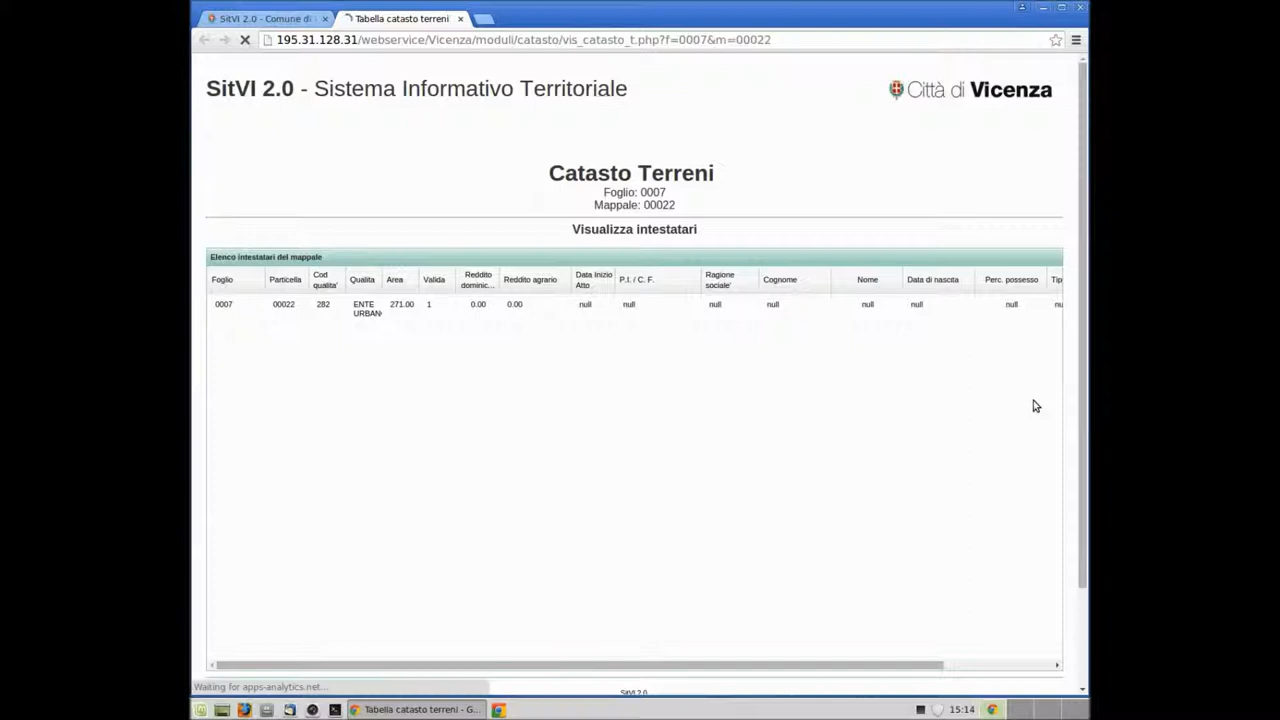 SitVI 2.0 - Comune di
Tabella catasto terreni
195.31.128.31/webservice/Vicenza/moduli/catasto/vis_catasto_t.php?f=0007&m=00022
SitVI 2.0 - Sistema Informativo Territoriale
Città di Vicenza
Catasto Terreni
Foglio: 0007
Mappale: 00022
Visualizza intestatari
Elenco intestatari del mappale
Foglio Particella Cod qualita' Qualita Area Valida Reddito dominic... Reddito agrario Data Inizio Atto P.I. / C. F. Ragione sociale' Cognome Nome Data di nascita Perc. possesso Tip
0007 00022 282 ENTE URBAN 271.00 1 0.00 0.00 null null null null null null null nu
Waiting for apps-analytics.net...
SitVI 2.0
Tabella catasto terreni - G...
15:14